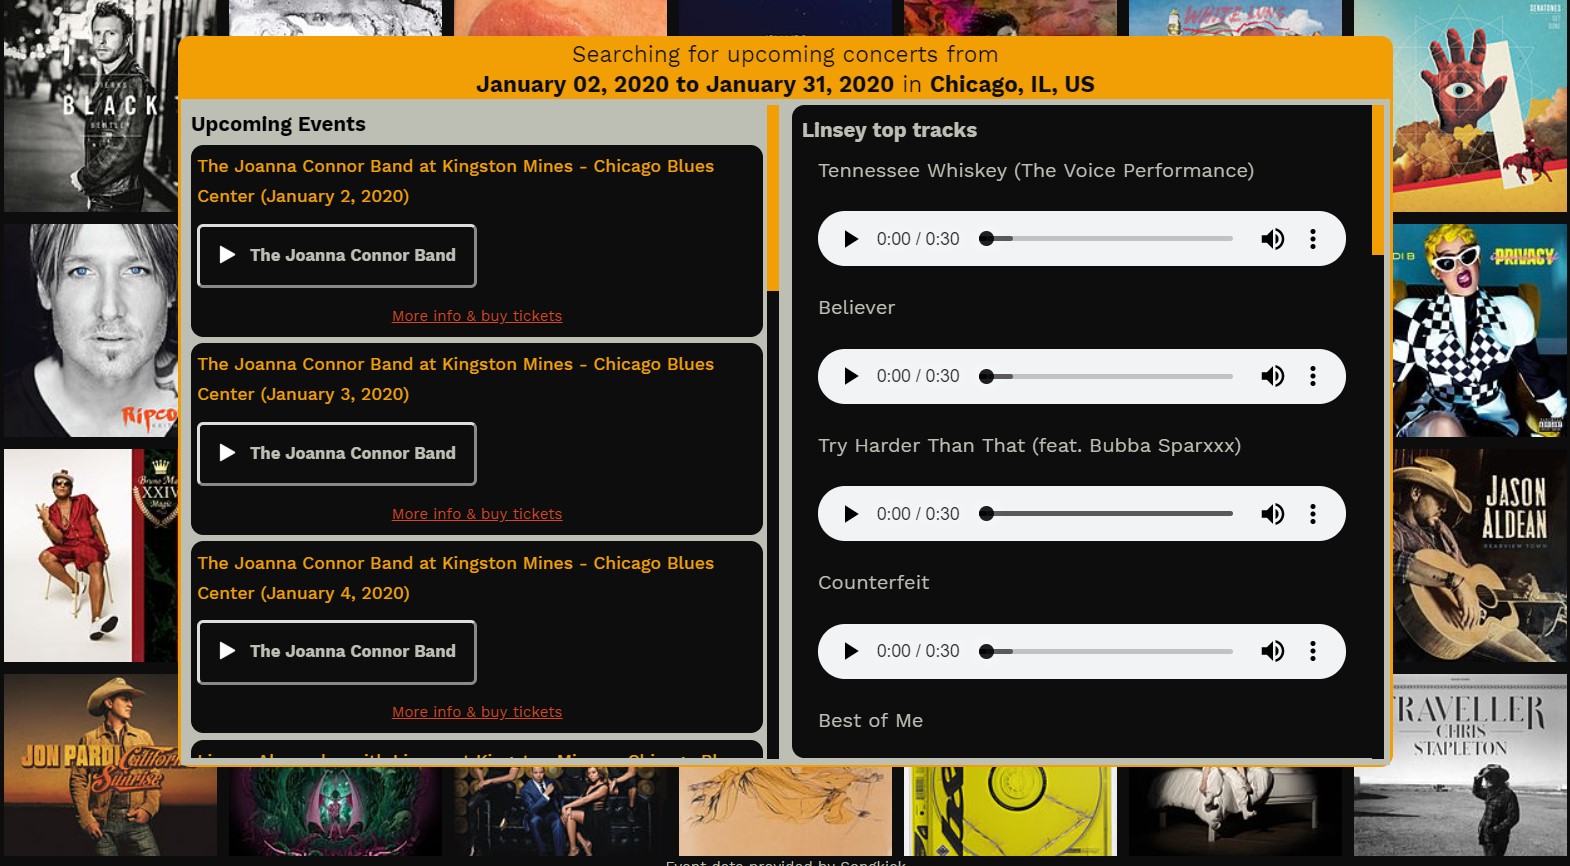 Searching for upcoming concerts from
January 02, 2020 to January 31, 2020 in Chicago, IL, US
Upcoming Events
The Joanna Connor Band at Kingston Mines - Chicago Blues
Center (January 2, 2020)
The Joanna Connor Band
More info & buy tickets
The Joanna Connor Band at Kingston Mines - Chicago Blues
Center (January 3, 2020)
The Joanna Connor Band
More info & buy tickets
The Joanna Connor Band at Kingston Mines - Chicago Blues
Center (January 4, 2020)
The Joanna Connor Band
More info & buy tickets
Linsey top tracks
Tennessee Whiskey (The Voice Performance)
0:00 / 0:30
Believer
0:00 / 0:30
Try Harder Than That (feat. Bubba Sparxxx)
0:00 / 0:30
Counterfeit
0:00 / 0:30
Best of Me
BLACK
BENTLEY
WHITE LUNG
SERATONES
GET
GONE
PRIVACY
JASON
ALDEAN
REARVIEW TOWN
JON PARDI
California
Sunrise
TRAVELLER
CHRIS
STAPLETON
Event data provided by Songkick